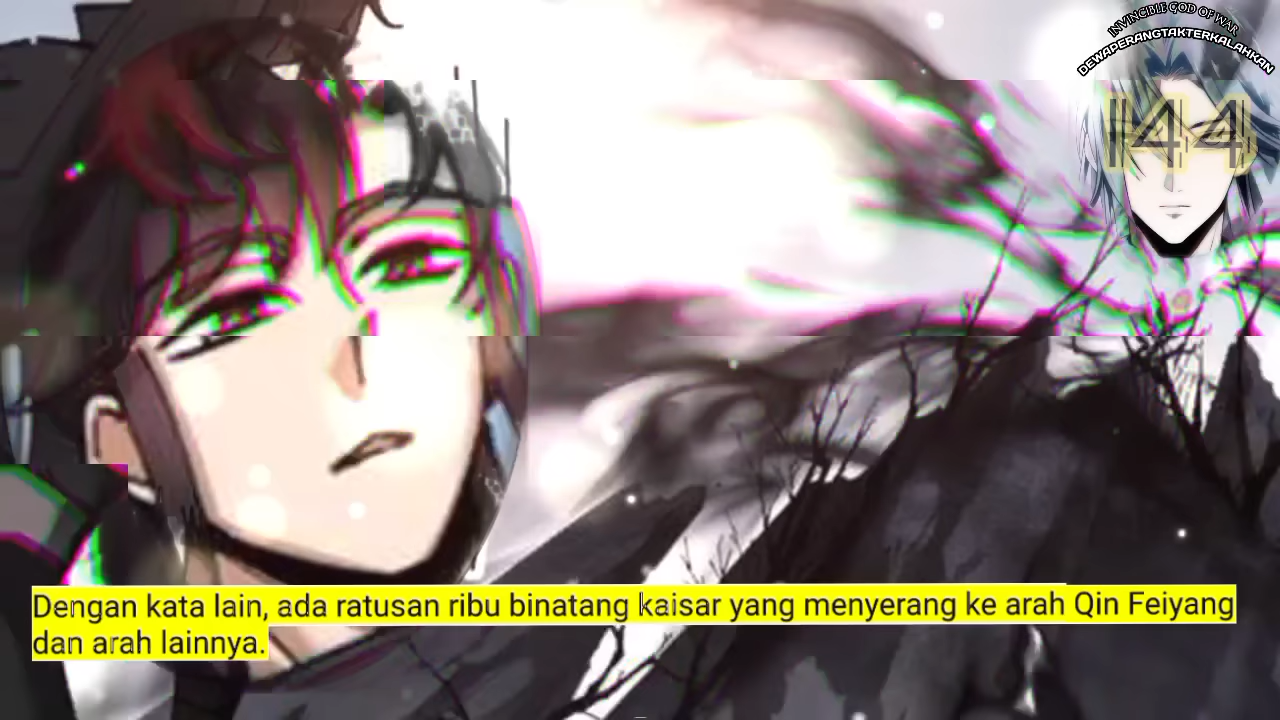 INVINCIBLE GOD OF WAR
DEWAPERANGTAKTERKALAHKAN
144
Dengan kata lain, ada ratusan ribu binatang kaisar yang menyerang ke arah Qin Feiyang
dan arah lainnya.